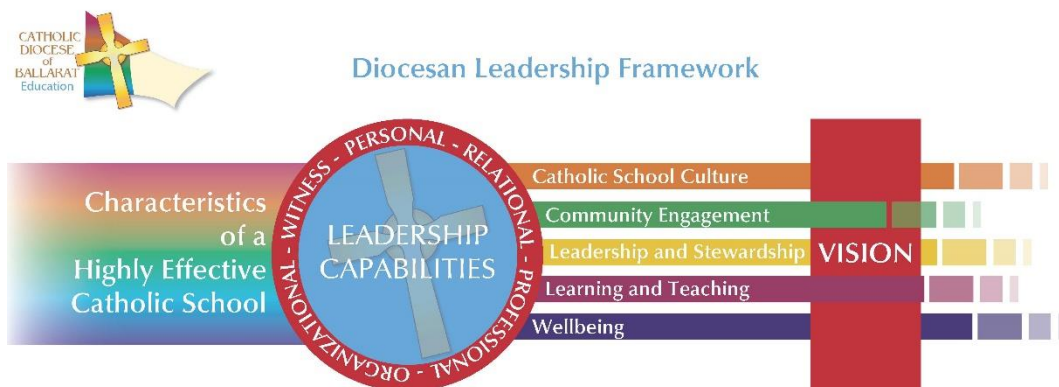 CATHOLIC
DIOCESE
of
BALLARAT
Education
Diocesan Leadership Framework
Characteristics
of a
Highly Effective
Catholic School
WITNESS - PERSONAL - RELATIONAL - PROFESSIONAL - ORGANIZATIONAL -
LEADERSHIP
CAPABILITIES
Catholic School Culture
Community Engagement
Leadership and Stewardship
Learning and Teaching
Wellbeing
VISION